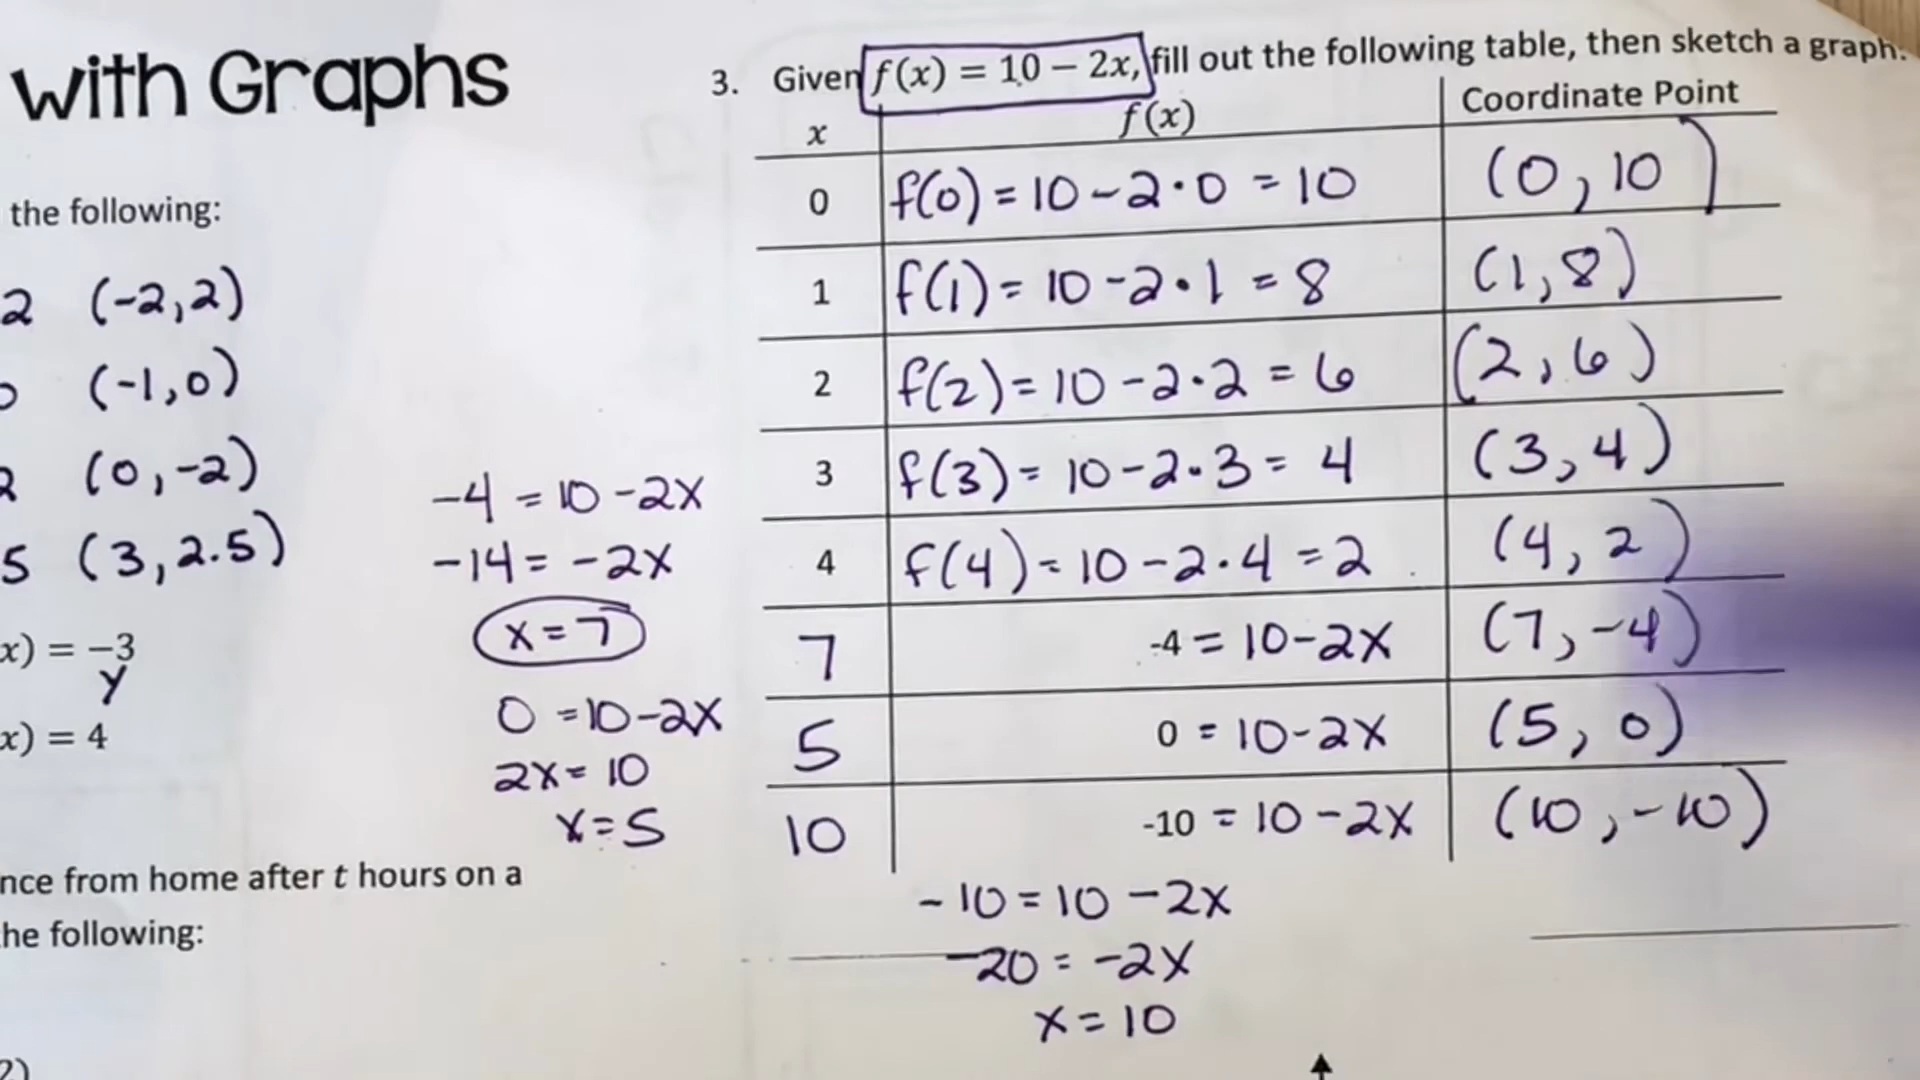 with Graphs
the following:
2 (-2,2)
(-1,0)
(0,-2)
5 (3,2.5)
x) = −3
y
x) = 4
nce from home after t hours on a
he following:
2)
-4 = 10-2x
-14 = -2x
x=7
0 =10-2x
2x= 10
x=5
3. Given f(x) = 10 − 2x, fill out the following table, then sketch a graph.
x f(x) Coordinate Point
0 f(0) = 10-2·0 = 10 (0,10)
1 f(1)= 10-2·1 = 8 (1,8)
2 f(2)= 10-2·2 = 6 (2,6)
3 f(3)= 10-2·3= 4 (3,4)
4 f(4)= 10-2·4 =2 (4,2)
7 -4 = 10-2x (7,-4)
5 0 = 10-2x (5,0)
10 -10 = 10-2x (10,-10)
-10=10-2x
-20= -2x
x= 10